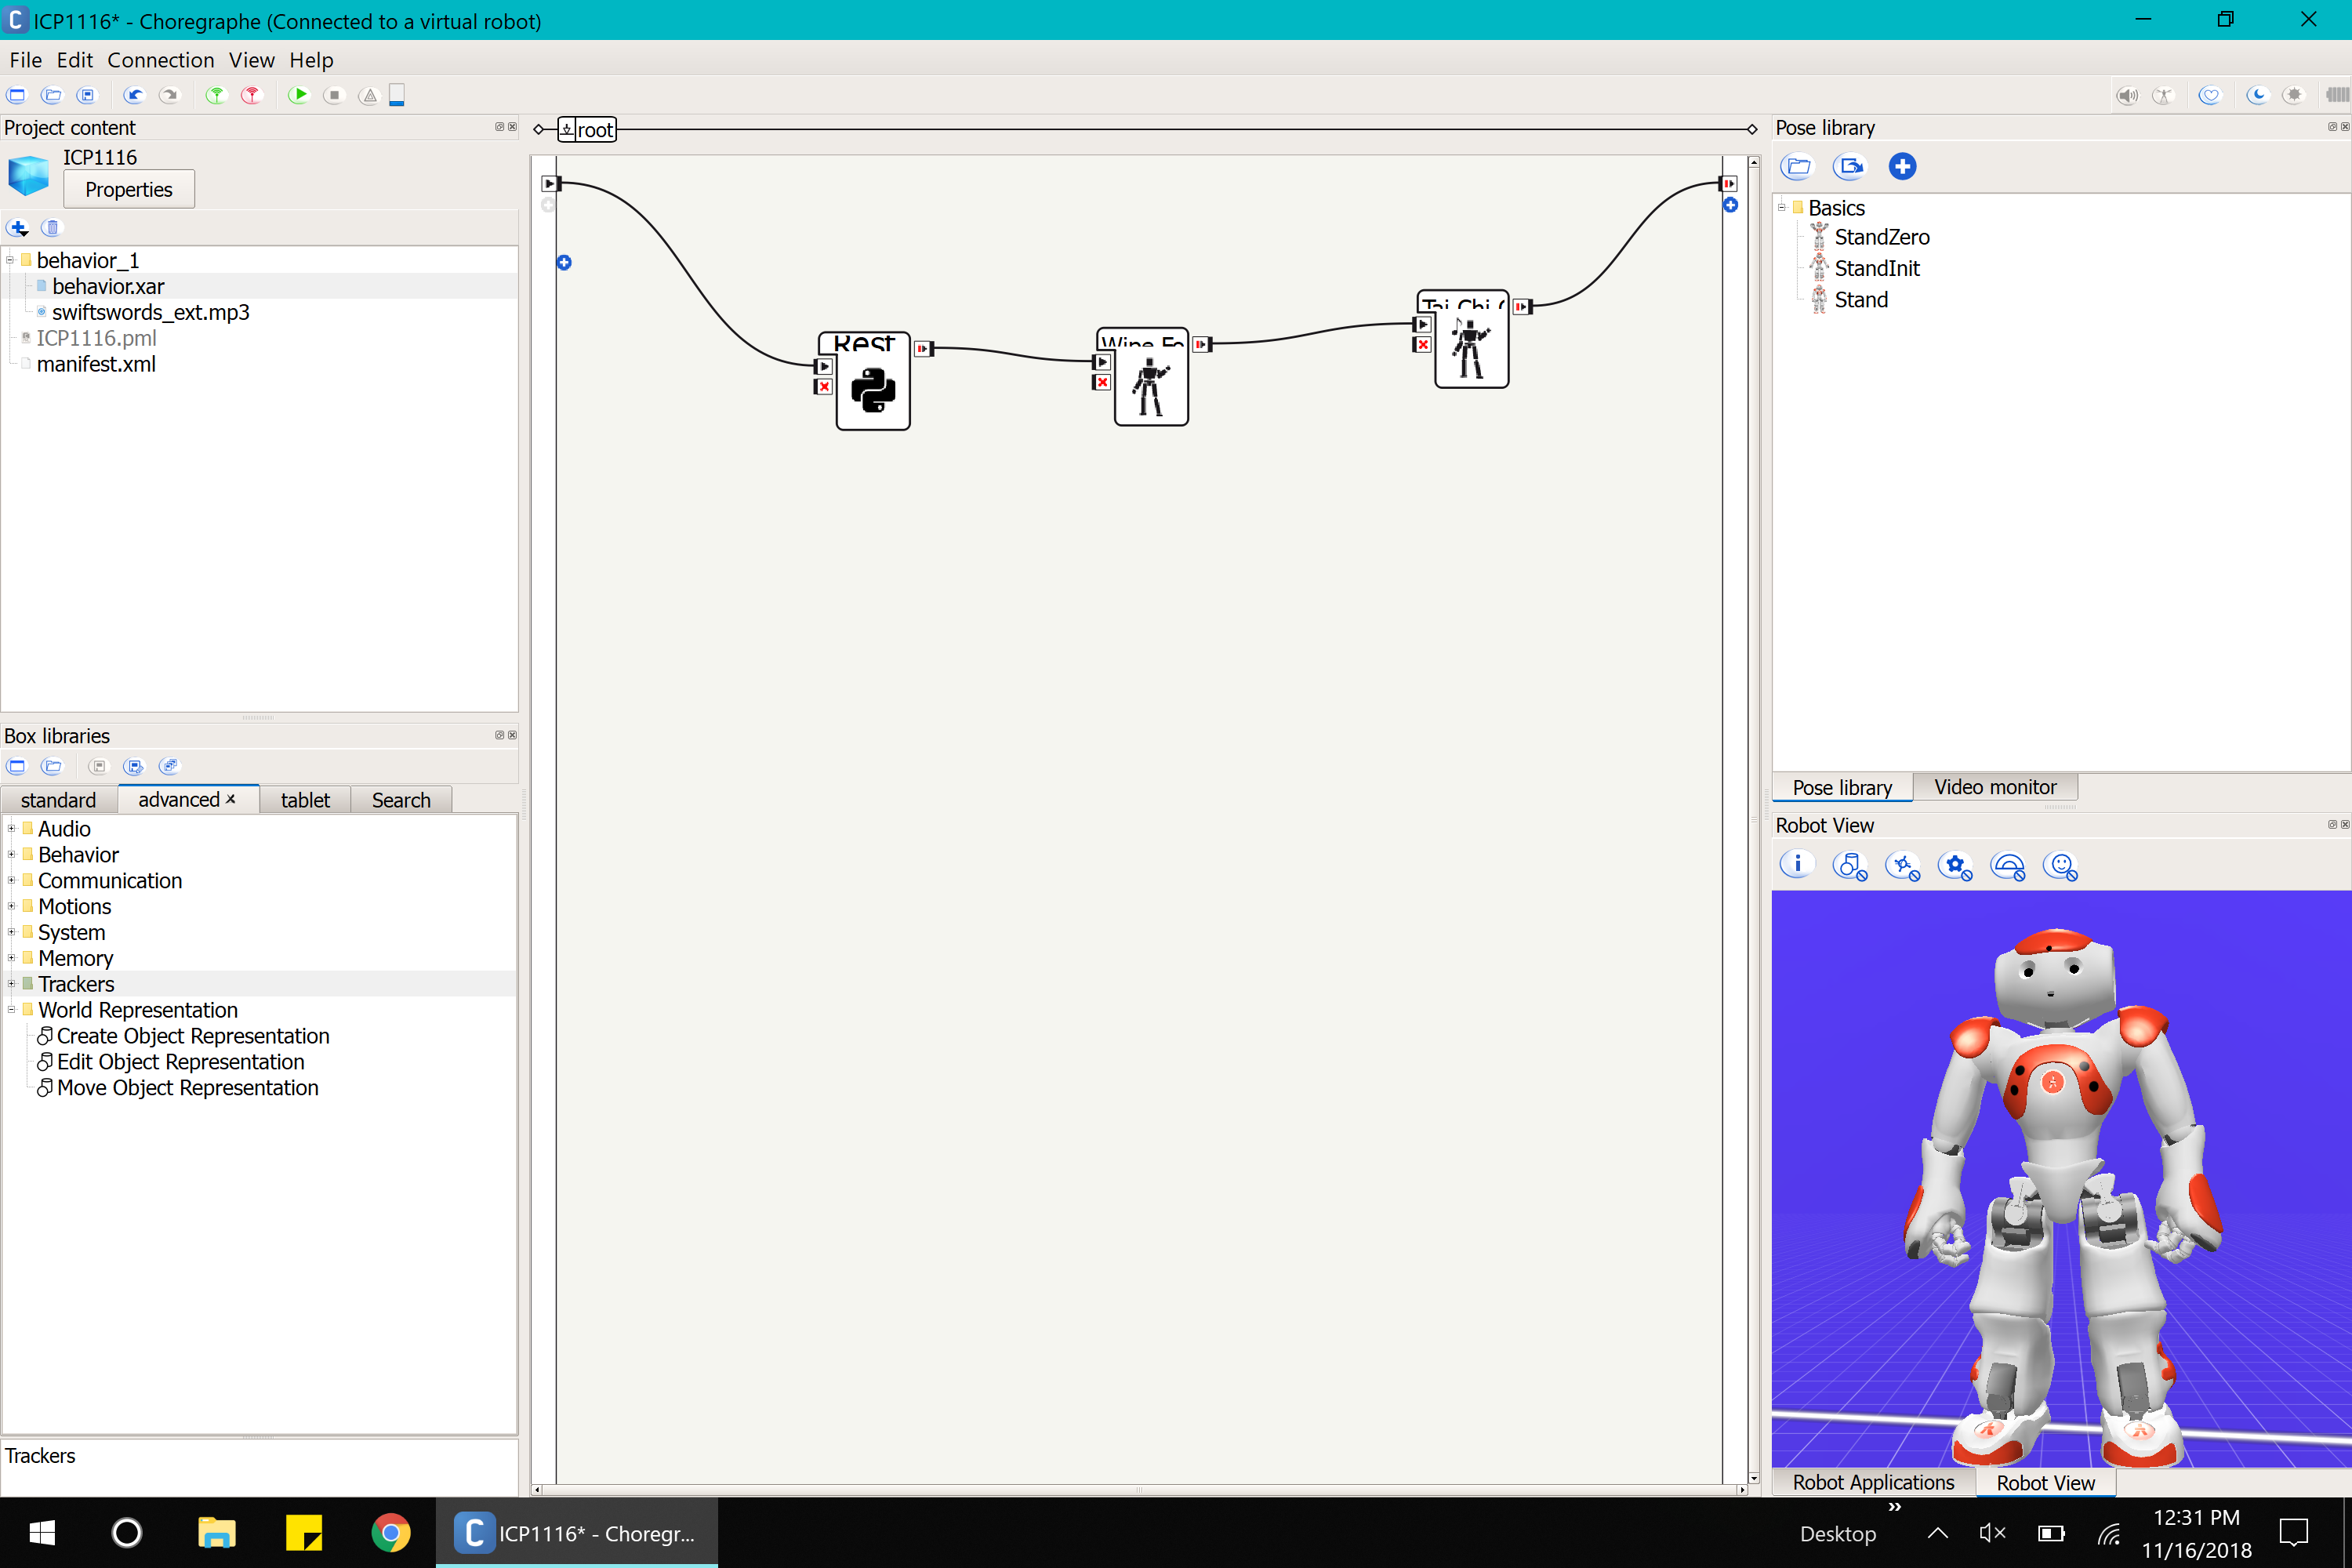 ICP1116* - Choregraphe (Connected to a virtual robot)
File Edit Connection View Help
Project content
ICP1116
Properties
behavior_1
behavior.xar
swiftswords_ext.mp3
ICP1116.pml
manifest.xml
root
Rest
Wipe Fo
Tai Chi C
Pose library
Basics
StandZero
StandInit
Stand
Pose library Video monitor
Box libraries
standard advanced tablet Search
Audio
Behavior
Communication
Motions
System
Memory
Trackers
World Representation
Create Object Representation
Edit Object Representation
Move Object Representation
Trackers
Robot View
Robot Applications Robot View
ICP1116* - Choregr...
Desktop
12:31 PM
11/16/2018